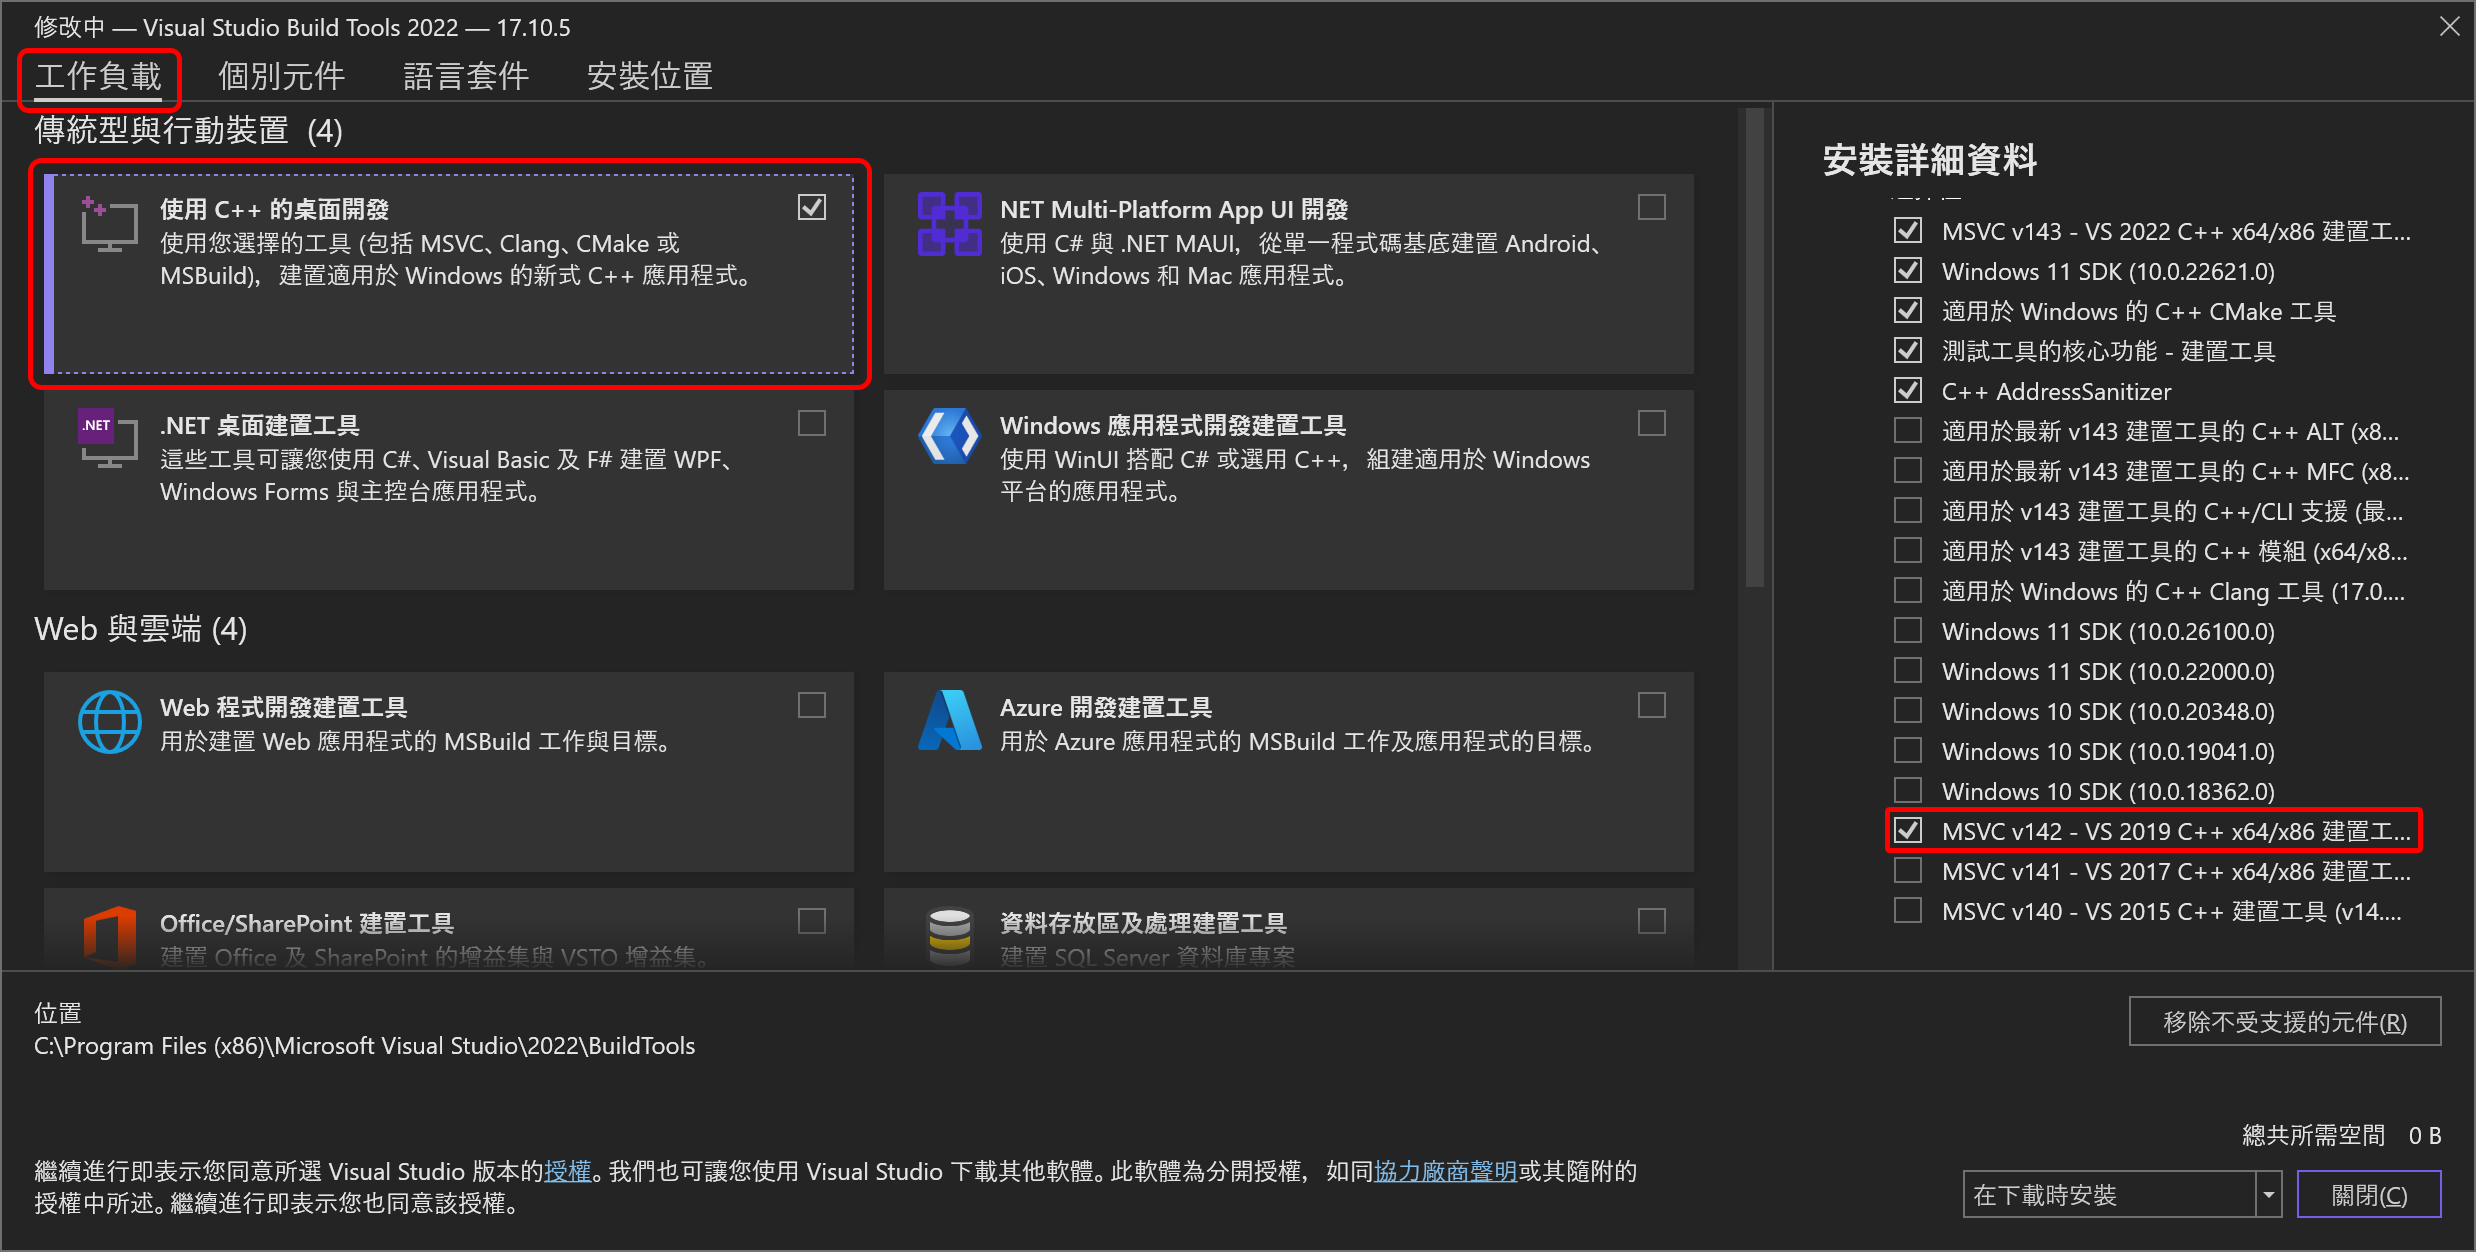 修改中 — Visual Studio Build Tools 2022 — 17.10.5
工作負載
個別元件
語言套件
安裝位置
傳統型與行動裝置 (4)
使用 C++ 的桌面開發
使用您選擇的工具 (包括 MSVC、Clang、CMake 或
MSBuild)，建置適用於 Windows 的新式 C++ 應用程式。
NET Multi-Platform App UI 開發
使用 C# 與 .NET MAUI，從單一程式碼基底建置 Android、
iOS、Windows 和 Mac 應用程式。
.NET
.NET 桌面建置工具
這些工具可讓您使用 C#、Visual Basic 及 F# 建置 WPF、
Windows Forms 與主控台應用程式。
Windows 應用程式開發建置工具
使用 WinUI 搭配 C# 或選用 C++，組建適用於 Windows
平台的應用程式。
Web 與雲端 (4)
Web 程式開發建置工具
用於建置 Web 應用程式的 MSBuild 工作與目標。
Azure 開發建置工具
用於 Azure 應用程式的 MSBuild 工作及應用程式的目標。
Office/SharePoint 建置工具
建置 Office 及 SharePoint 的增益集與 VSTO 增益集。
資料存放區及處理建置工具
建置 SQL Server 資料庫專案
安裝詳細資料
MSVC v143 - VS 2022 C++ x64/x86 建置工...
Windows 11 SDK (10.0.22621.0)
適用於 Windows 的 C++ CMake 工具
測試工具的核心功能 - 建置工具
C++ AddressSanitizer
適用於最新 v143 建置工具的 C++ ALT (x8...
適用於最新 v143 建置工具的 C++ MFC (x8...
適用於 v143 建置工具的 C++/CLI 支援 (最...
適用於 v143 建置工具的 C++ 模組 (x64/x8...
適用於 Windows 的 C++ Clang 工具 (17.0....
Windows 11 SDK (10.0.26100.0)
Windows 11 SDK (10.0.22000.0)
Windows 10 SDK (10.0.20348.0)
Windows 10 SDK (10.0.19041.0)
Windows 10 SDK (10.0.18362.0)
MSVC v142 - VS 2019 C++ x64/x86 建置工...
MSVC v141 - VS 2017 C++ x64/x86 建置工...
MSVC v140 - VS 2015 C++ 建置工具 (v14....
位置
C:\Program Files (x86)\Microsoft Visual Studio\2022\BuildTools
移除不受支援的元件(R)
總共所需空間 0 B
繼續進行即表示您同意所選 Visual Studio 版本的授權。我們也可讓您使用 Visual Studio 下載其他軟體。此軟體為分開授權，如同協力廠商聲明或其隨附的
授權中所述。繼續進行即表示您也同意該授權。
在下載時安裝
關閉(C)